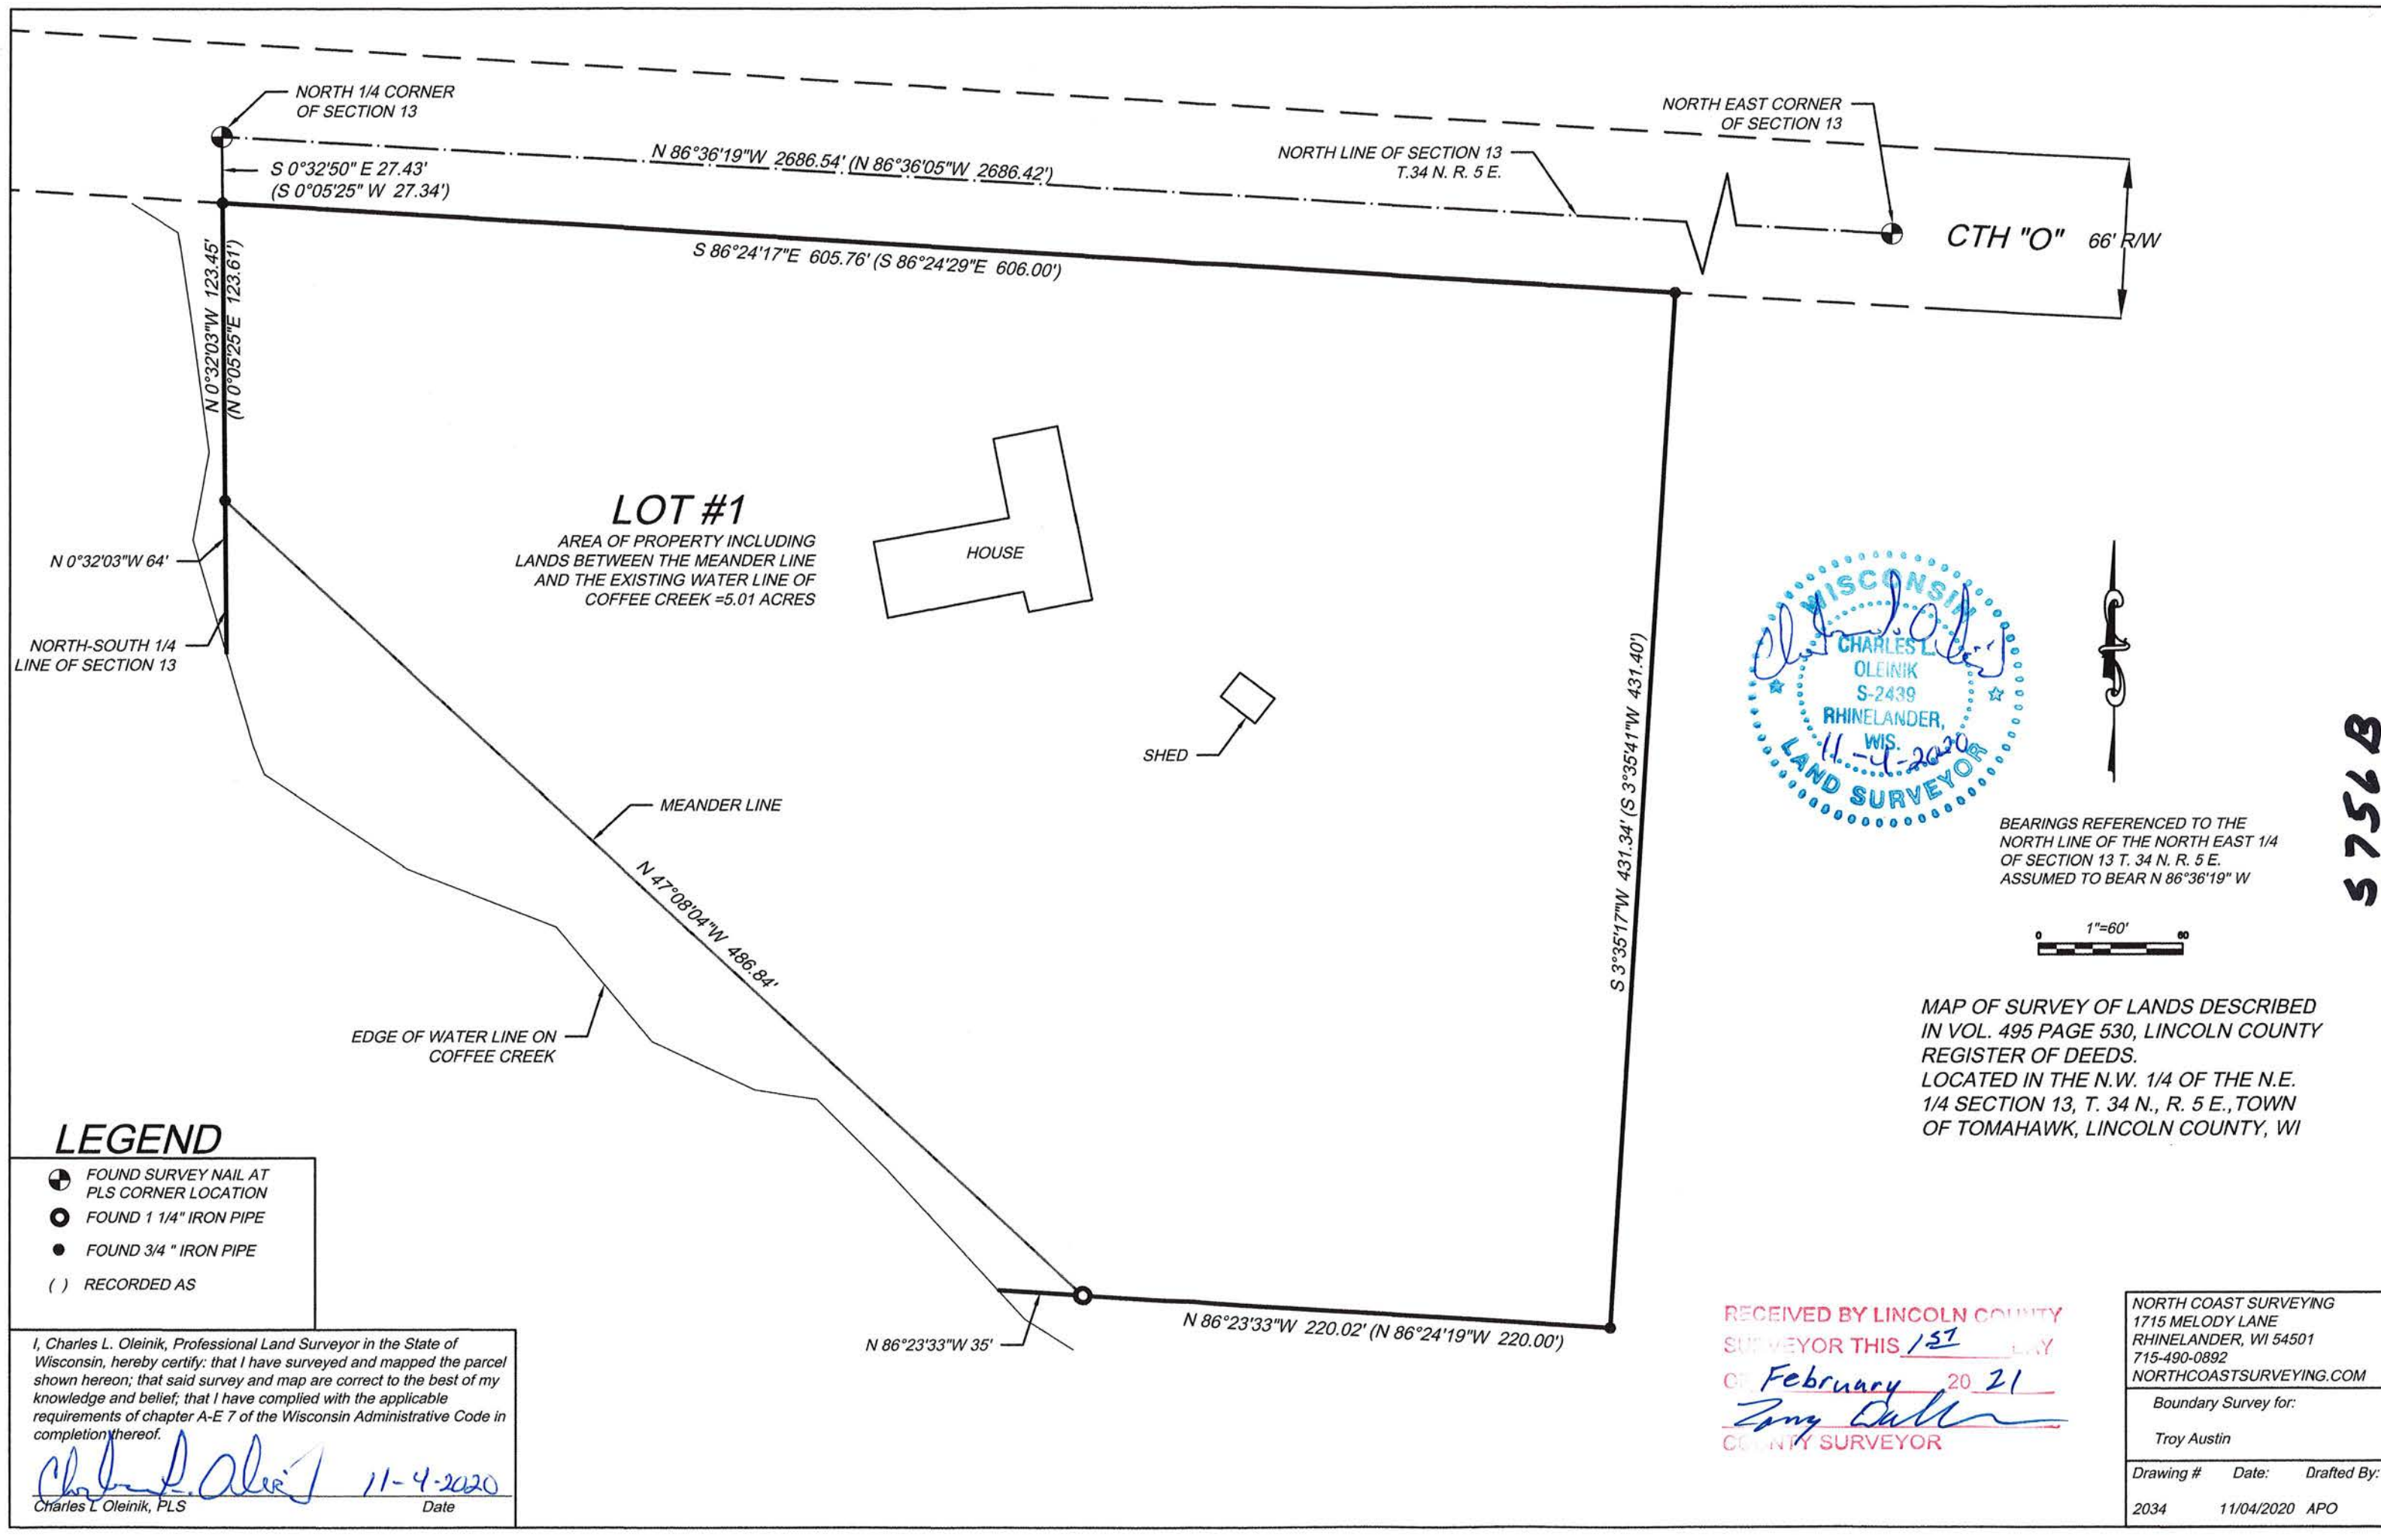 NORTH 1/4 CORNER
OF SECTION 13
NORTH EAST CORNER
OF SECTION 13
S 0°32'50" E 27.43'
(S 0°05'25" W 27.34')
N 86°36'19"W 2686.54' (N 86°36'05"W 2686.42')
NORTH LINE OF SECTION 13
T.34 N. R. 5 E.
CTH "O" 66' R/W
S 86°24'17"E 605.76' (S 86°24'29"E 606.00')
N 0°32'03"W 123.45'
(N 0°05'25"E 123.61')
LOT #1
AREA OF PROPERTY INCLUDING
LANDS BETWEEN THE MEANDER LINE
AND THE EXISTING WATER LINE OF
COFFEE CREEK =5.01 ACRES
HOUSE
N 0°32'03"W 64'
NORTH-SOUTH 1/4
LINE OF SECTION 13
SHED
MEANDER LINE
N 47°08'04"W 486.84'
S 3°35'17"W 431.34' (S 3°35'41"W 431.40')
EDGE OF WATER LINE ON
COFFEE CREEK
N 86°23'33"W 35'
N 86°23'33"W 220.02' (N 86°24'19"W 220.00')
WISCONSIN
CHARLES L.
OLEINIK
S-2439
RHINELANDER,
WIS.
11-4-2020
LAND SURVEYOR
5756 B
BEARINGS REFERENCED TO THE
NORTH LINE OF THE NORTH EAST 1/4
OF SECTION 13 T. 34 N. R. 5 E.
ASSUMED TO BEAR N 86°36'19" W
1"=60'
0 60
MAP OF SURVEY OF LANDS DESCRIBED
IN VOL. 495 PAGE 530, LINCOLN COUNTY
REGISTER OF DEEDS.
LOCATED IN THE N.W. 1/4 OF THE N.E.
1/4 SECTION 13, T. 34 N., R. 5 E., TOWN
OF TOMAHAWK, LINCOLN COUNTY, WI
LEGEND
FOUND SURVEY NAIL AT
PLS CORNER LOCATION
FOUND 1 1/4" IRON PIPE
FOUND 3/4 " IRON PIPE
( ) RECORDED AS
I, Charles L. Oleinik, Professional Land Surveyor in the State of
Wisconsin, hereby certify: that I have surveyed and mapped the parcel
shown hereon; that said survey and map are correct to the best of my
knowledge and belief; that I have complied with the applicable
requirements of chapter A-E 7 of the Wisconsin Administrative Code in
completion thereof.
11-4-2020
Charles L Oleinik, PLS Date
RECEIVED BY LINCOLN COUNTY
SURVEYOR THIS 1ST DAY
OF February 20 21
COUNTY SURVEYOR
NORTH COAST SURVEYING
1715 MELODY LANE
RHINELANDER, WI 54501
715-490-0892
NORTHCOASTSURVEYING.COM
Boundary Survey for:
Troy Austin
Drawing # Date: Drafted By:
2034 11/04/2020 APO